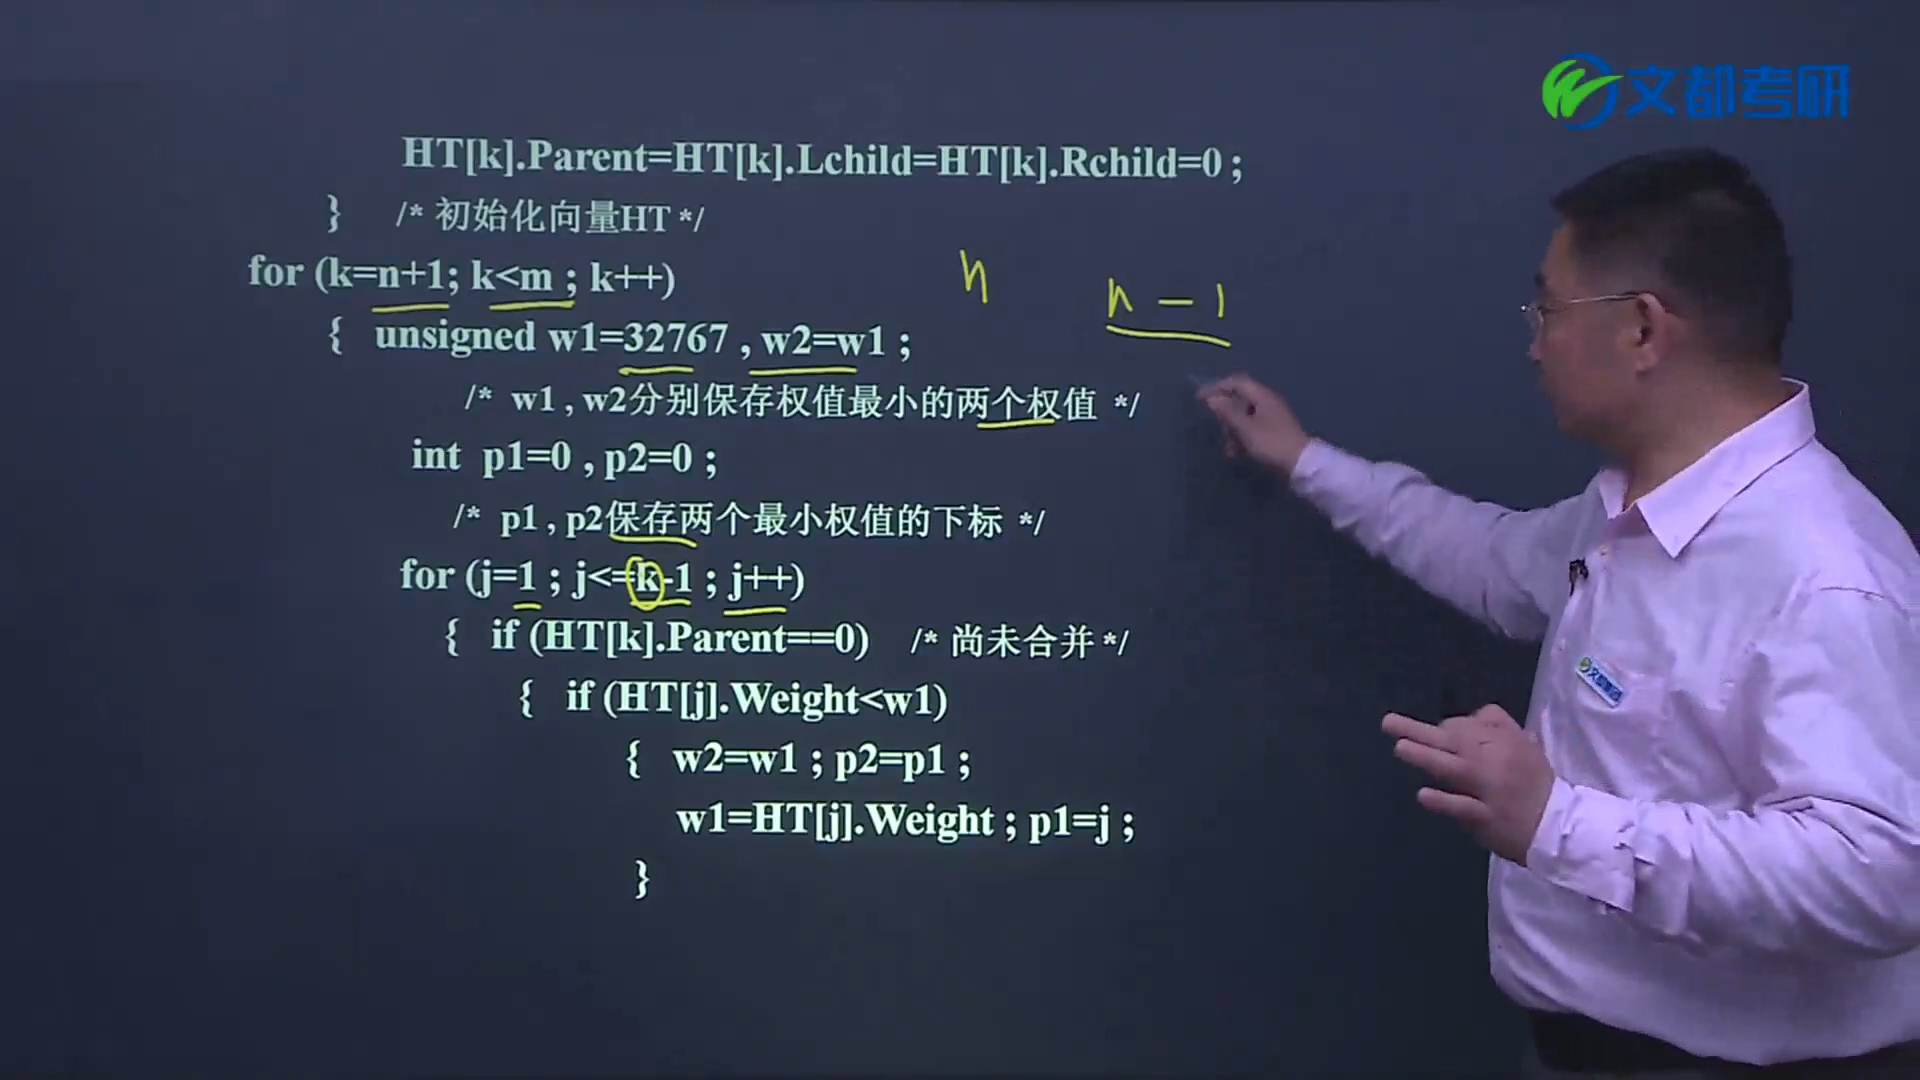 文都考研
HT[k].Parent=HT[k].Lchild=HT[k].Rchild=0 ;
} /* 初始化向量HT */
for (k=n+1; k<m ; k++)
n n - 1
{ unsigned w1=32767 , w2=w1 ;
/* w1 , w2分别保存权值最小的两个权值 */
int p1=0 , p2=0 ;
/* p1 , p2保存两个最小权值的下标 */
for (j=1 ; j<=k-1 ; j++)
{ if (HT[k].Parent==0) /* 尚未合并 */
{ if (HT[j].Weight<w1)
{ w2=w1 ; p2=p1 ;
w1=HT[j].Weight ; p1=j ;
}
文都考研